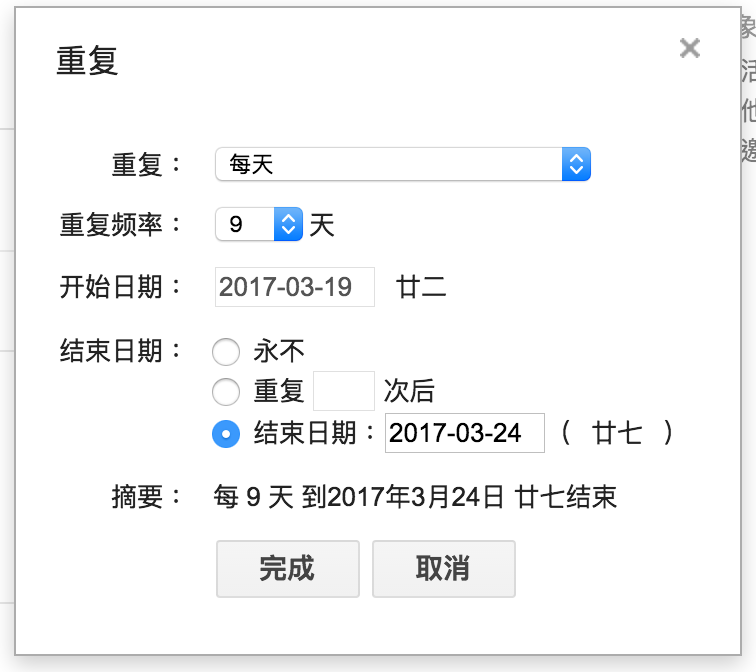 重复
重复： 每天
重复频率： 9 天
开始日期： 2017-03-19 廿二
结束日期： 永不
重复 次后
结束日期： 2017-03-24 （ 廿七 ）
摘要： 每 9 天 到2017年3月24日 廿七结束
完成 取消
象
活
他
邀